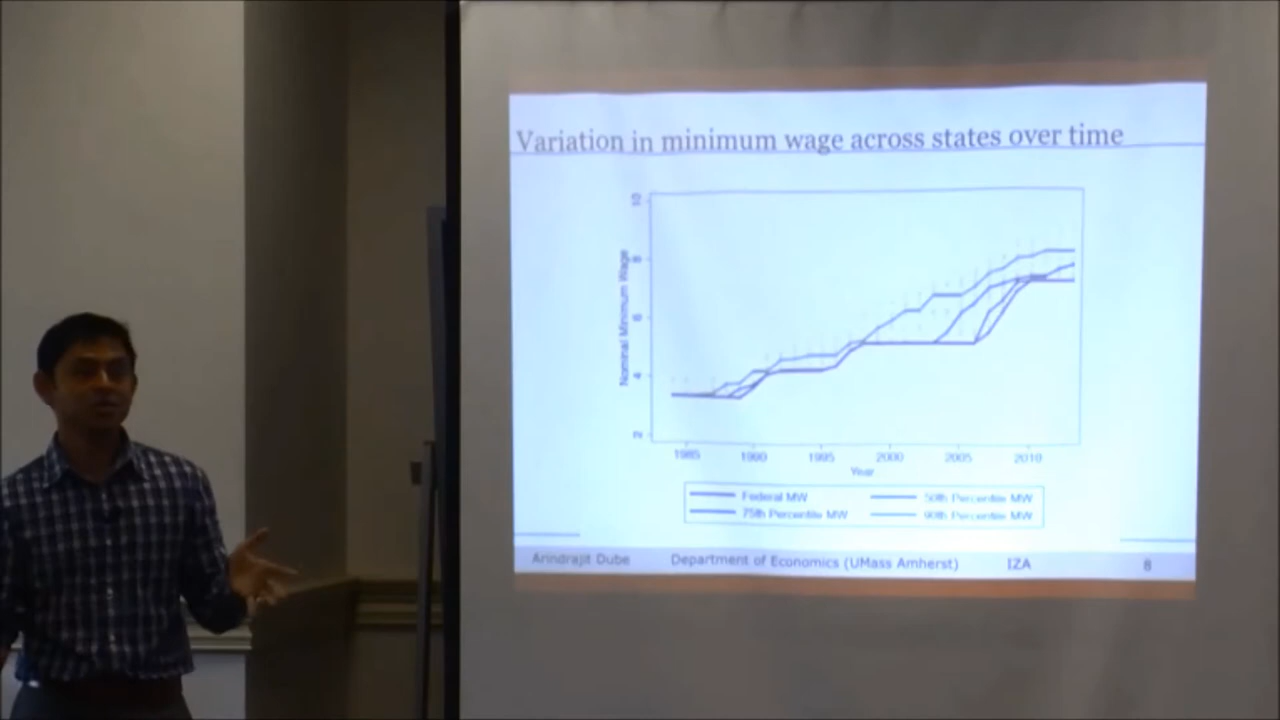 Variation in minimum wage across states over time
10
8
6
4
2
Nominal Minimum Wage
1985 1990 1995 2000 2005 2010
Year
Federal MW 50th Percentile MW
75th Percentile MW 90th Percentile MW
Arindrajit Dube Department of Economics (UMass Amherst) IZA 8